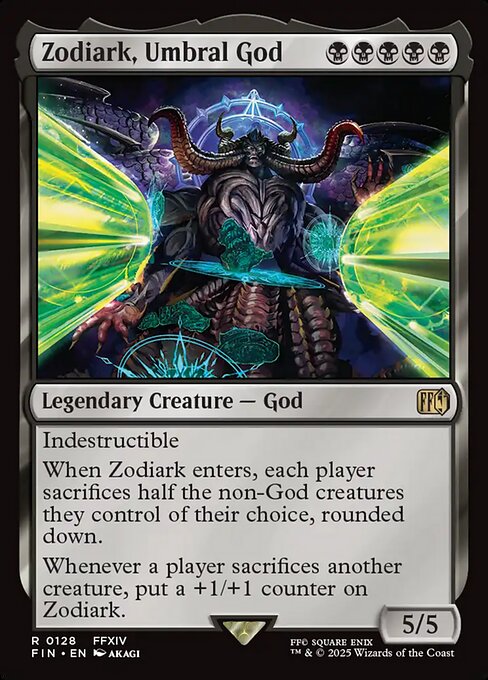 Zodiark, Umbral God
Legendary Creature — God
Indestructible
When Zodiark enters, each player
sacrifices half the non-God creatures
they control of their choice, rounded
down.
Whenever a player sacrifices another
creature, put a +1/+1 counter on
Zodiark.
5/5
R 0128 FFXIV
FIN • EN AKAGI
FF© SQUARE ENIX
™ & © 2025 Wizards of the Coast